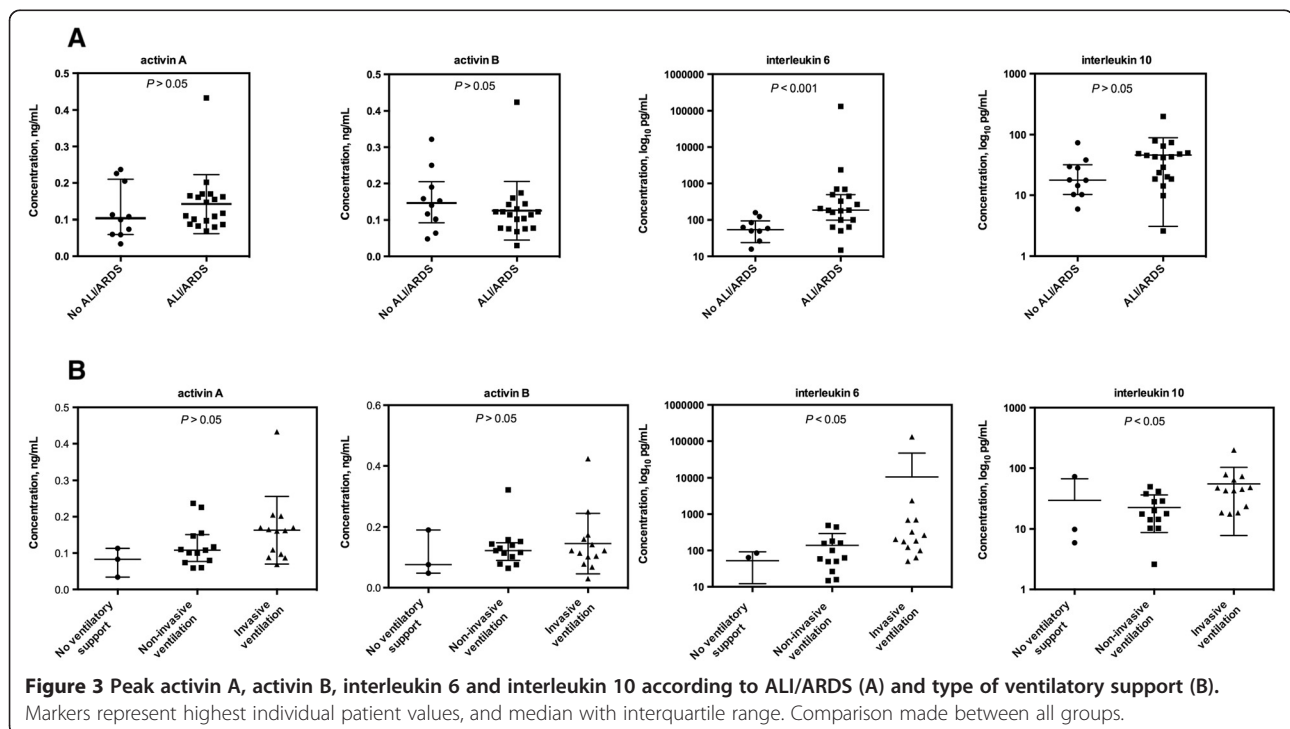 A
activin A
P > 0.05
Concentration, ng/mL
0.5
0.4
0.3
0.2
0.1
0.0
No ALI/ARDS
ALI/ARDS
activin B
P > 0.05
Concentration, ng/mL
0.5
0.4
0.3
0.2
0.1
0.0
No ALI/ARDS
ALI/ARDS
interleukin 6
P < 0.001
Concentration, log₁₀ pg/mL
1000000
100000
10000
1000
100
10
No ALI/ARDS
ALI/ARDS
interleukin 10
P > 0.05
Concentration, log₁₀ pg/mL
1000
100
10
1
No ALI/ARDS
ALI/ARDS
B
activin A
P > 0.05
Concentration, ng/mL
0.5
0.4
0.3
0.2
0.1
0.0
No ventilatory
support
Non-invasive
ventilation
Invasive
ventilation
activin B
P > 0.05
Concentration, ng/mL
0.6
0.4
0.2
0.0
No ventilatory
support
Non-invasive
ventilation
Invasive
ventilation
interleukin 6
P < 0.05
Concentration, log₁₀ pg/mL
1000000
100000
10000
1000
100
10
No ventilatory
support
Non-invasive
ventilation
Invasive
ventilation
interleukin 10
P < 0.05
Concentration, log₁₀ pg/mL
1000
100
10
1
No ventilatory
support
Non-invasive
ventilation
Invasive
ventilation
Figure 3 Peak activin A, activin B, interleukin 6 and interleukin 10 according to ALI/ARDS (A) and type of ventilatory support (B).
Markers represent highest individual patient values, and median with interquartile range. Comparison made between all groups.